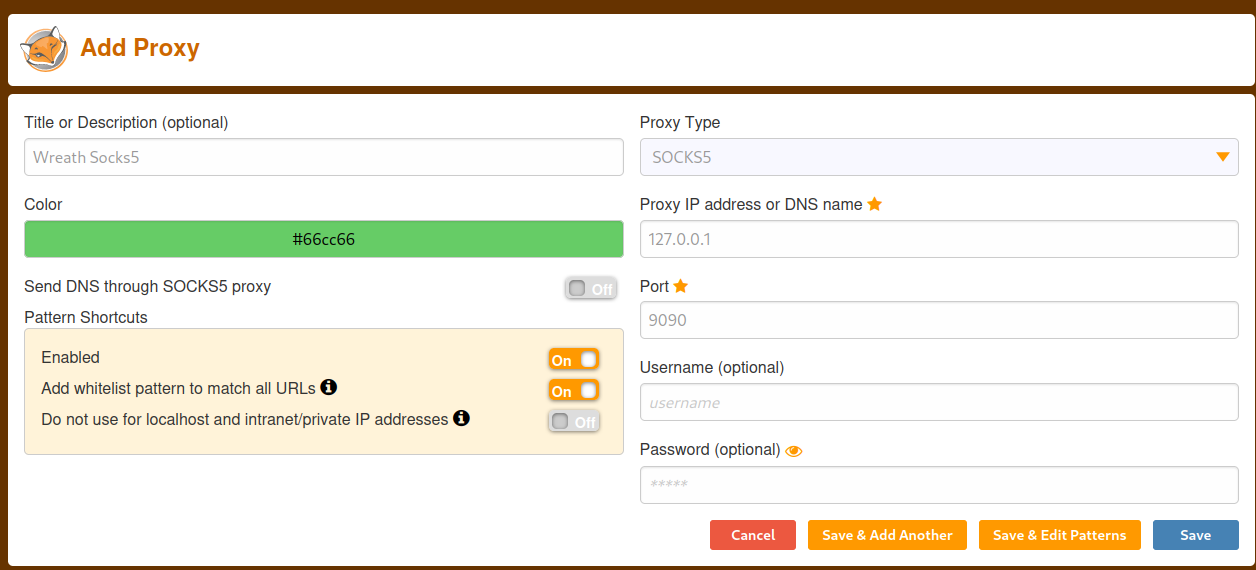 Add Proxy
Title or Description (optional)
Wreath Socks5
Color
#66cc66
Send DNS through SOCKS5 proxy
Off
Pattern Shortcuts
Enabled
On
Add whitelist pattern to match all URLs
On
Do not use for localhost and intranet/private IP addresses
Off
Proxy Type
SOCKS5
Proxy IP address or DNS name
127.0.0.1
Port
9090
Username (optional)
username
Password (optional)
*****
Cancel
Save & Add Another
Save & Edit Patterns
Save